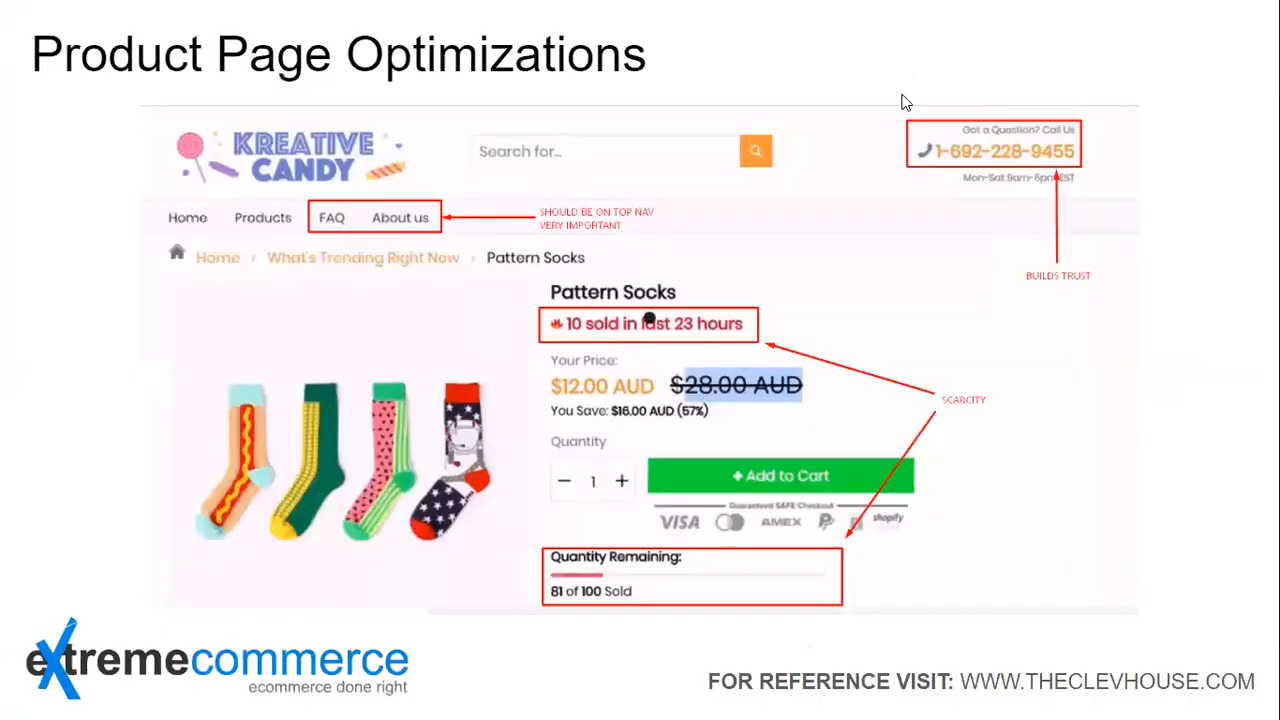 Product Page Optimizations
KREATIVE
CANDY
Search for...
Got a Question? Call Us
1-692-228-9455
Mon-Sat 9am-6pm EST
Home Products FAQ About us
SHOULD BE ON TOP NAV
VERY IMPORTANT
BUILDS TRUST
Home › What's Trending Right Now › Pattern Socks
Pattern Socks
10 sold in last 23 hours
Your Price:
$12.00 AUD $28.00 AUD
You Save: $16.00 AUD (57%)
SCARCITY
Quantity
− 1 +
+ Add to Cart
Guaranteed SAFE Checkout
VISA AMEX shopify
Quantity Remaining:
81 of 100 Sold
extremecommerce
ecommerce done right
FOR REFERENCE VISIT: WWW.THECLEVHOUSE.COM